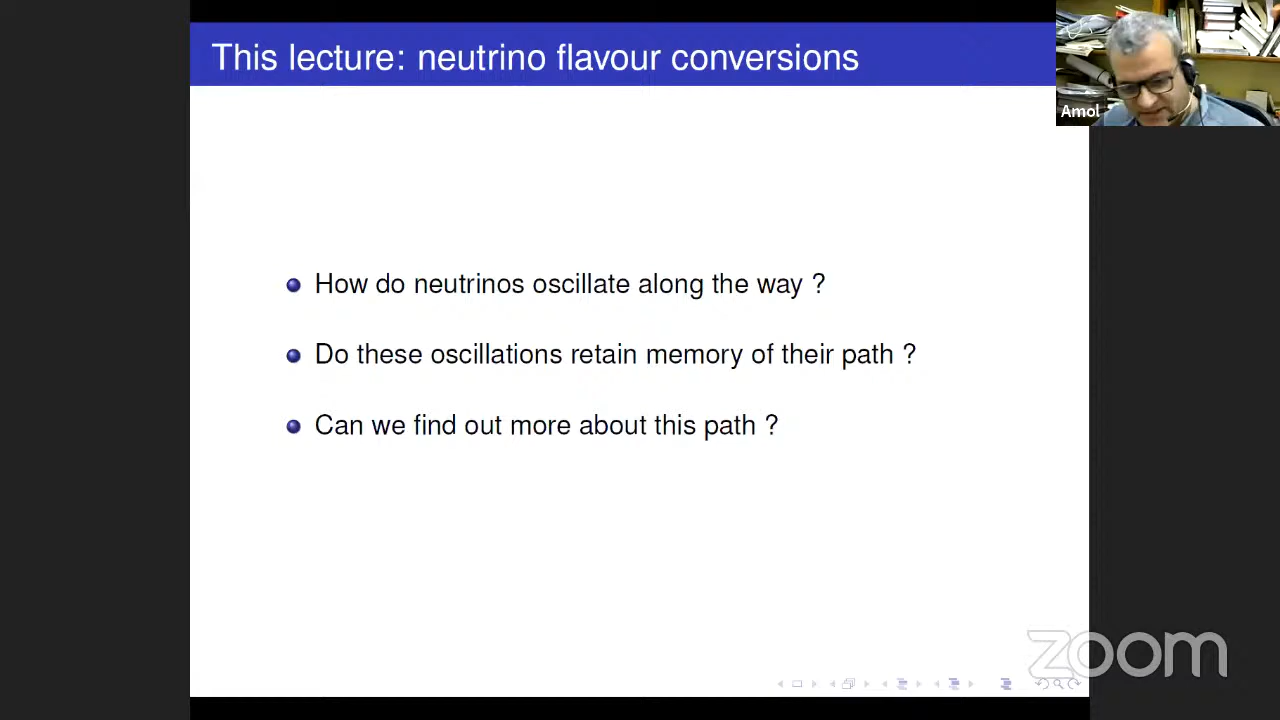 This lecture: neutrino flavour conversions
Amol
How do neutrinos oscillate along the way ?
Do these oscillations retain memory of their path ?
Can we find out more about this path ?
zoom